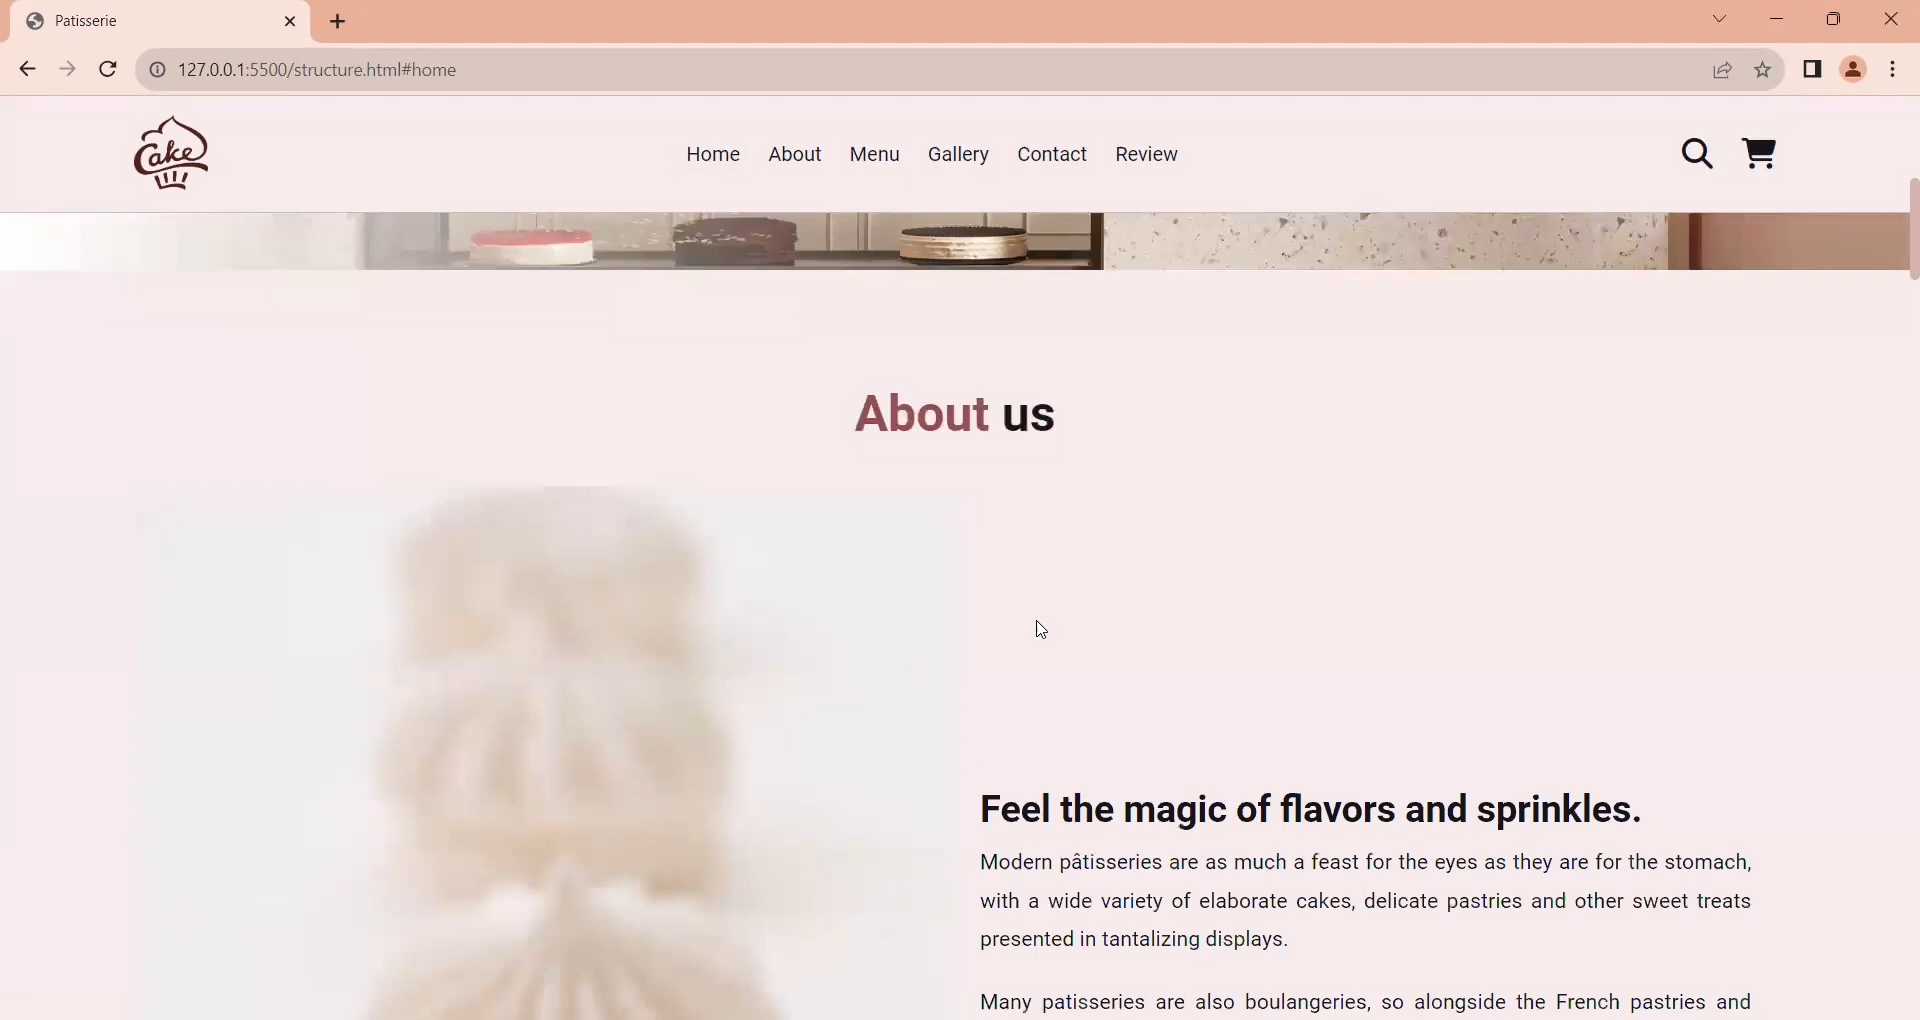 Patisserie
127.0.0.1:5500/structure.html#home
Cake
Home About Menu Gallery Contact Review
About us
Feel the magic of flavors and sprinkles.
Modern pâtisseries are as much a feast for the eyes as they are for the stomach,
with a wide variety of elaborate cakes, delicate pastries and other sweet treats
presented in tantalizing displays.
Many patisseries are also boulangeries, so alongside the French pastries and